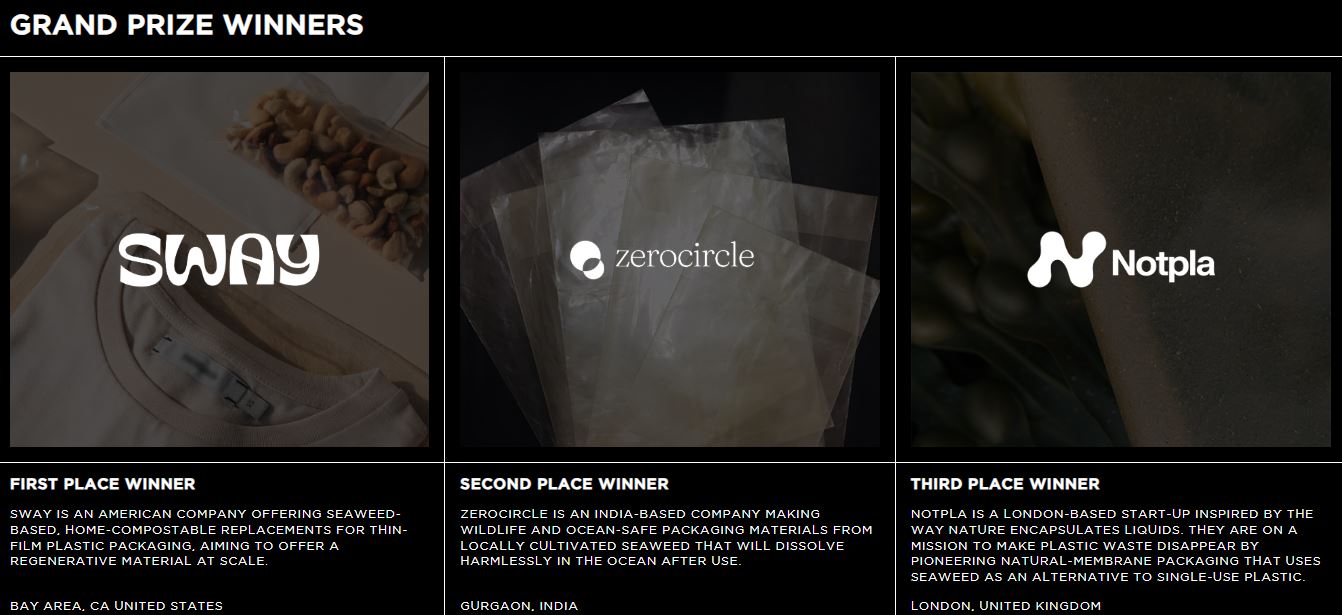 GRAND PRIZE WINNERS
SWAY
zerocircle
Notpla
FIRST PLACE WINNER
SWAY IS AN AMERICAN COMPANY OFFERING SEAWEED-
BASED, HOME-COMPOSTABLE REPLACEMENTS FOR THIN-
FILM PLASTIC PACKAGING, AIMING TO OFFER A
REGENERATIVE MATERIAL AT SCALE.
BAY AREA, CA UNITED STATES
SECOND PLACE WINNER
ZEROCIRCLE IS AN INDIA-BASED COMPANY MAKING
WILDLIFE AND OCEAN-SAFE PACKAGING MATERIALS FROM
LOCALLY CULTIVATED SEAWEED THAT WILL DISSOLVE
HARMLESSLY IN THE OCEAN AFTER USE.
GURGAON, INDIA
THIRD PLACE WINNER
NOTPLA IS A LONDON-BASED START-UP INSPIRED BY THE
WAY NATURE ENCAPSULATES LIQUIDS. THEY ARE ON A
MISSION TO MAKE PLASTIC WASTE DISAPPEAR BY
PIONEERING NATURAL-MEMBRANE PACKAGING THAT USES
SEAWEED AS AN ALTERNATIVE TO SINGLE-USE PLASTIC.
LONDON, UNITED KINGDOM